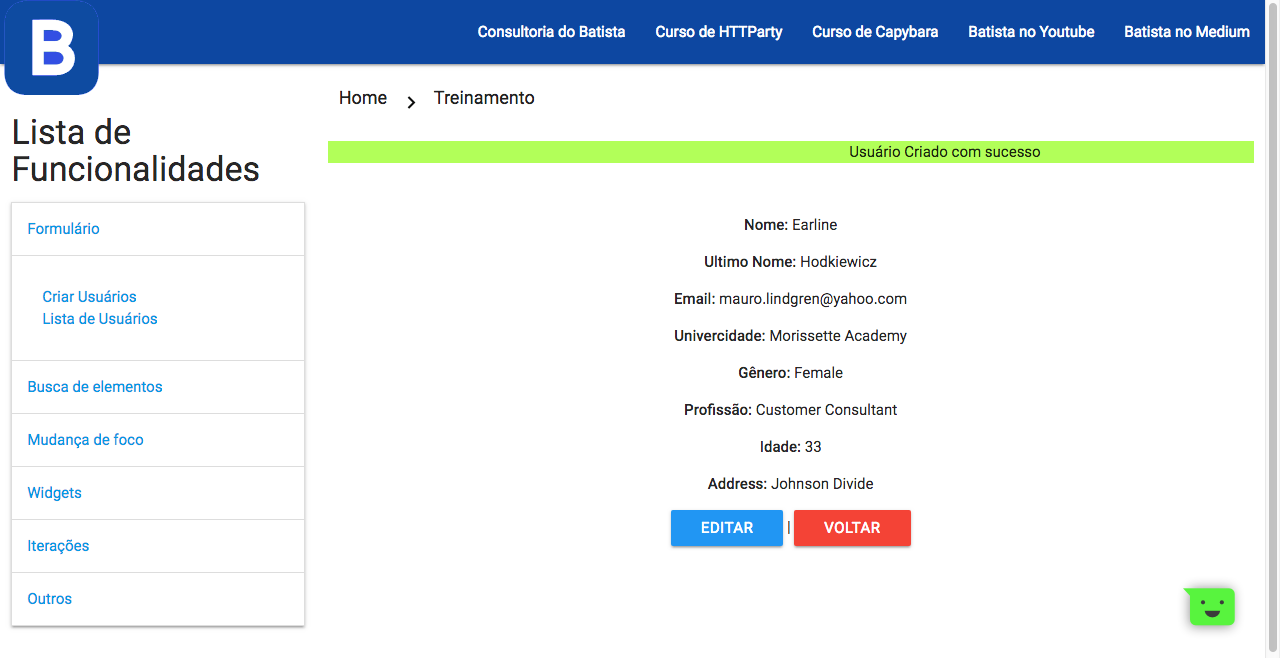 B
Consultoria do Batista Curso de HTTParty Curso de Capybara Batista no Youtube Batista no Medium
Home Treinamento
Lista de
Funcionalidades
Formulário
Criar Usuários
Lista de Usuários
Busca de elementos
Mudança de foco
Widgets
Iterações
Outros
Usuário Criado com sucesso
Nome: Earline
Ultimo Nome: Hodkiewicz
Email: mauro.lindgren@yahoo.com
Univercidade: Morissette Academy
Gênero: Female
Profissão: Customer Consultant
Idade: 33
Address: Johnson Divide
EDITAR | VOLTAR